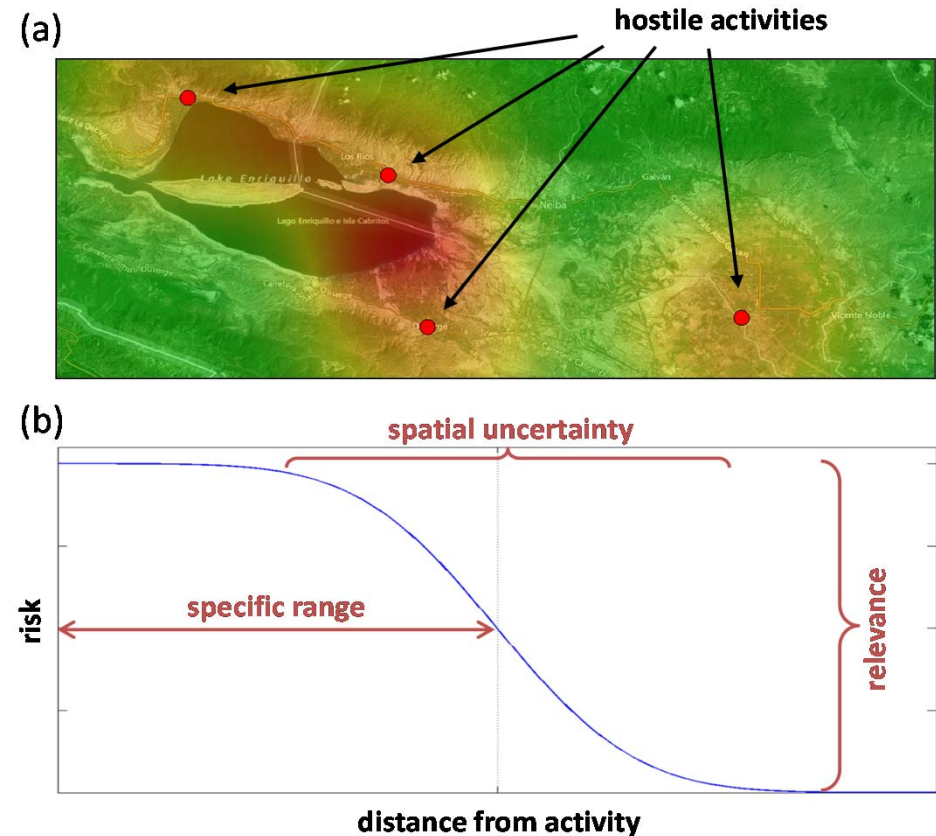 (a)
hostile activities
Los Ríos
Lake Enriquillo
Galván
Neiba
Lago Enriquillo e Isla Cabritos
Vicente Noble
(b)
spatial uncertainty
specific range
risk
relevance
distance from activity